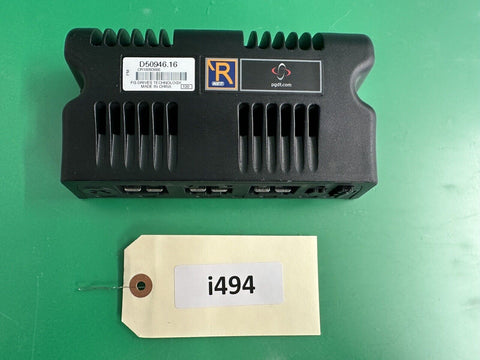 D50946.16
PG DRIVES TECHNOLOGY
MADE IN CHINA
R
pgdt.com
i494